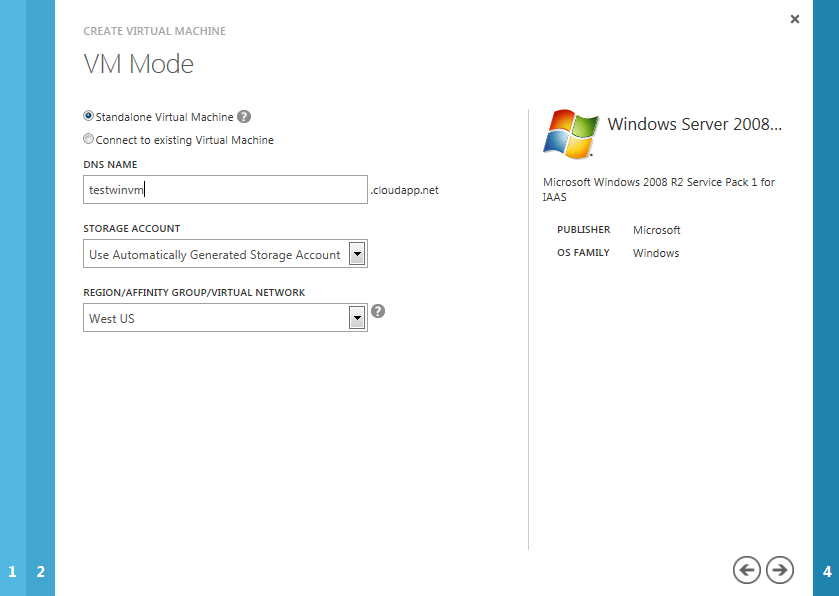 ×
CREATE VIRTUAL MACHINE
VM Mode
Standalone Virtual Machine ?
Connect to existing Virtual Machine
DNS NAME
testwinvm .cloudapp.net
STORAGE ACCOUNT
Use Automatically Generated Storage Account
REGION/AFFINITY GROUP/VIRTUAL NETWORK
West US ?
Windows Server 2008...
Microsoft Windows 2008 R2 Service Pack 1 for
IAAS
PUBLISHER Microsoft
OS FAMILY Windows
1 2 4